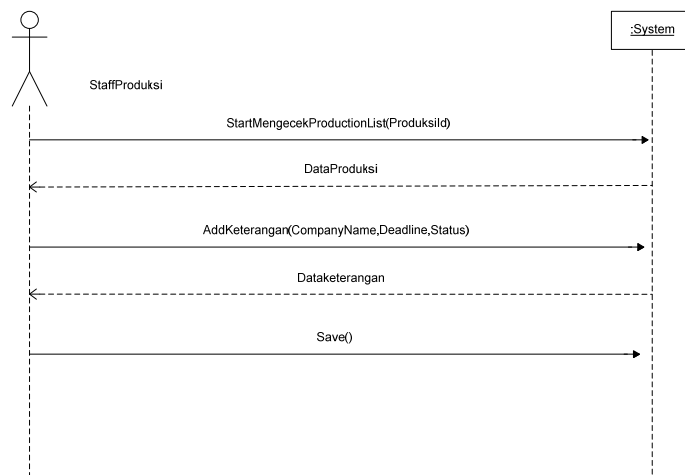 :System
StaffProduksi
StartMengecekProductionList(ProduksiId)
DataProduksi
AddKeterangan(CompanyName,Deadline,Status)
Dataketerangan
Save()